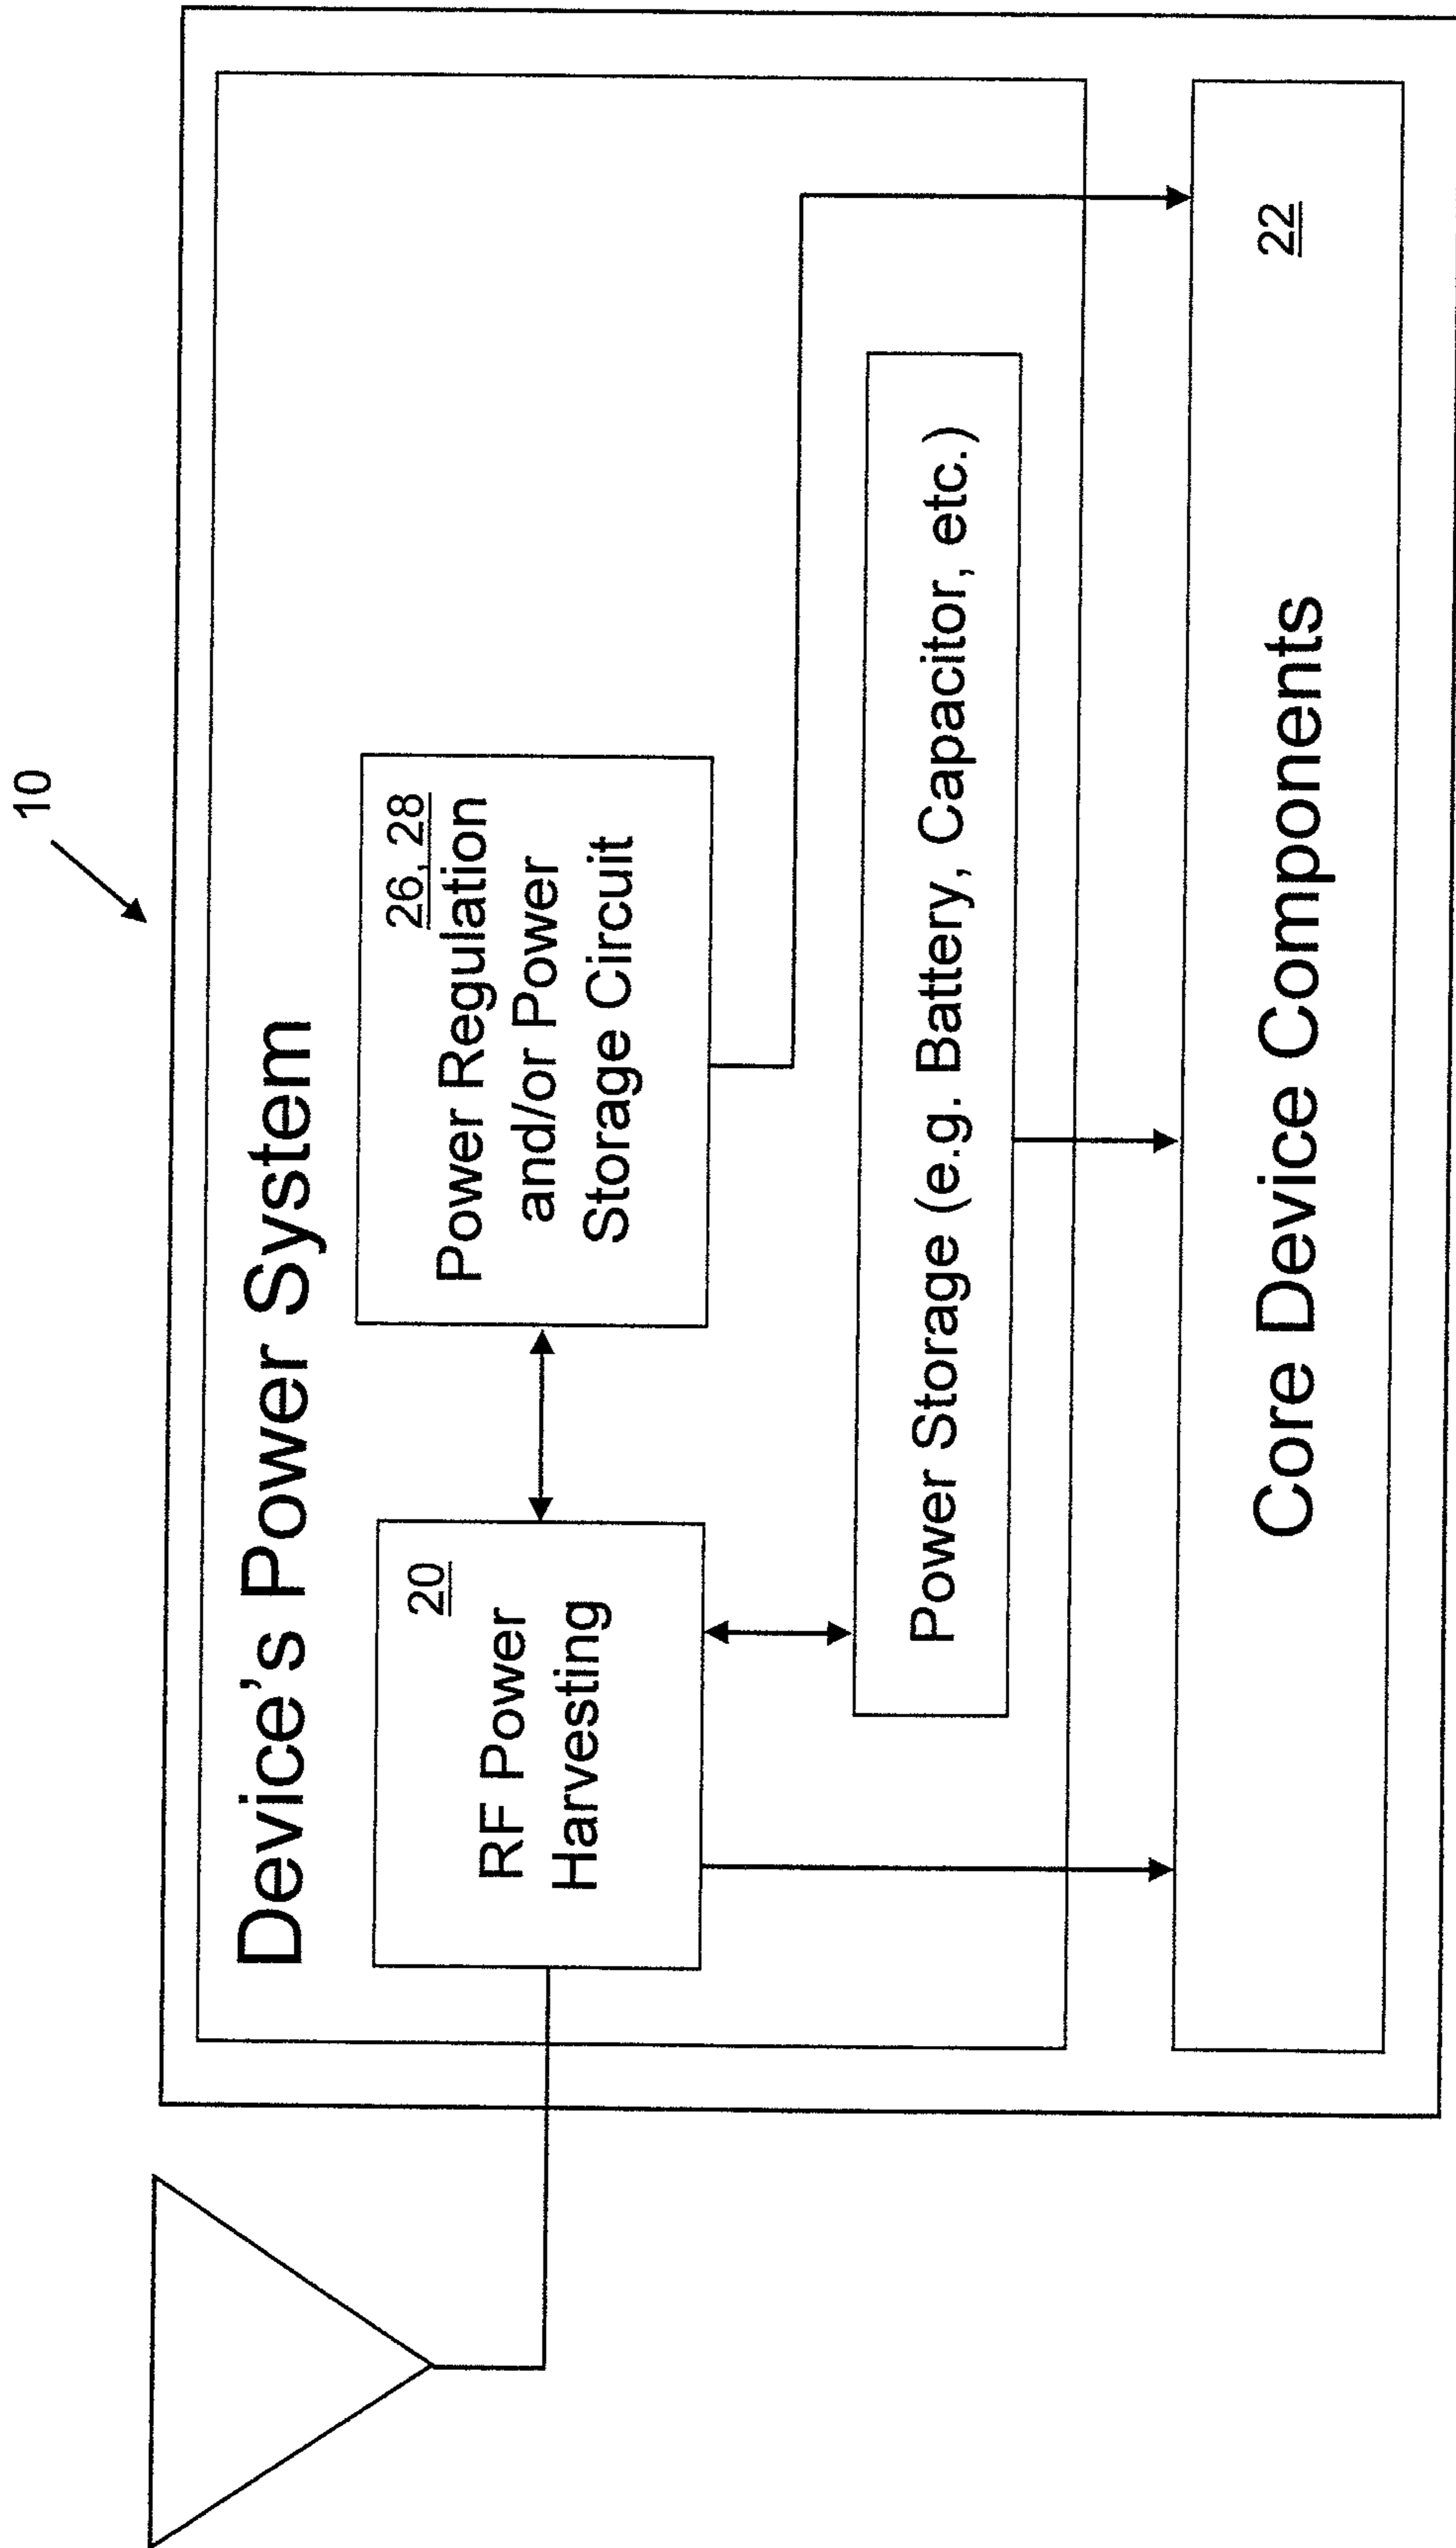 10
Device’s Power System
20
RF Power
Harvesting
26, 28
Power Regulation
and/or Power
Storage Circuit
Power Storage (e.g. Battery, Capacitor, etc.)
22
Core Device Components